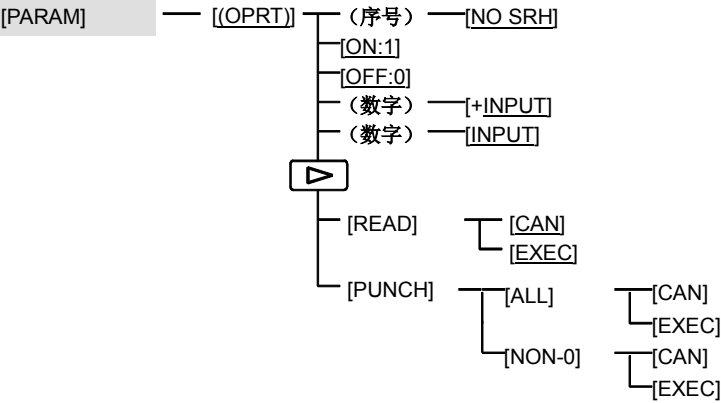 [PARAM] [(OPRT)] （序号） [NO SRH]
[ON:1]
[OFF:0]
（数字） [+INPUT]
（数字） [INPUT]
[READ] [CAN]
[EXEC]
[PUNCH] [ALL] [CAN]
[EXEC]
[NON-0] [CAN]
[EXEC]